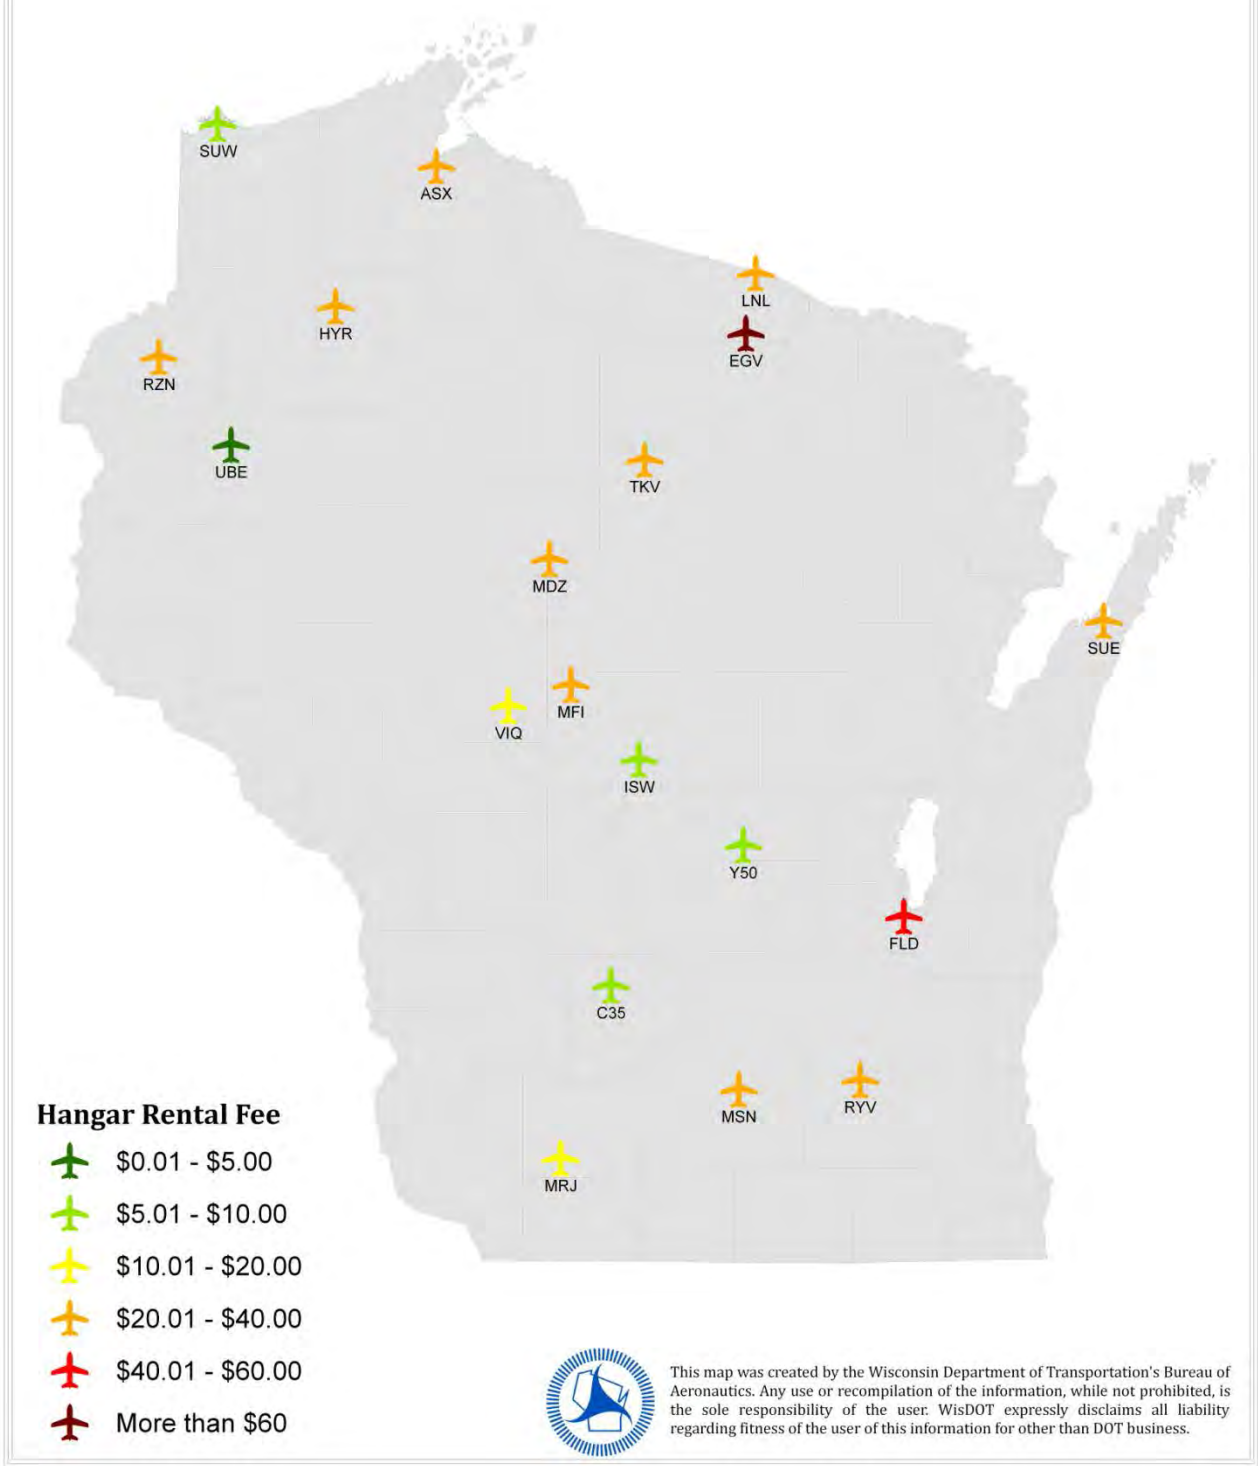 SUW
ASX
LNL
HYR
EGV
RZN
UBE
TKV
MDZ
SUE
MFI
VIQ
ISW
Y50
FLD
C35
MSN
RYV
MRJ
Hangar Rental Fee
$0.01 - $5.00
$5.01 - $10.00
$10.01 - $20.00
$20.01 - $40.00
$40.01 - $60.00
More than $60
This map was created by the Wisconsin Department of Transportation's Bureau of
Aeronautics. Any use or recompilation of the information, while not prohibited, is
the sole responsibility of the user. WisDOT expressly disclaims all liability
regarding fitness of the user of this information for other than DOT business.